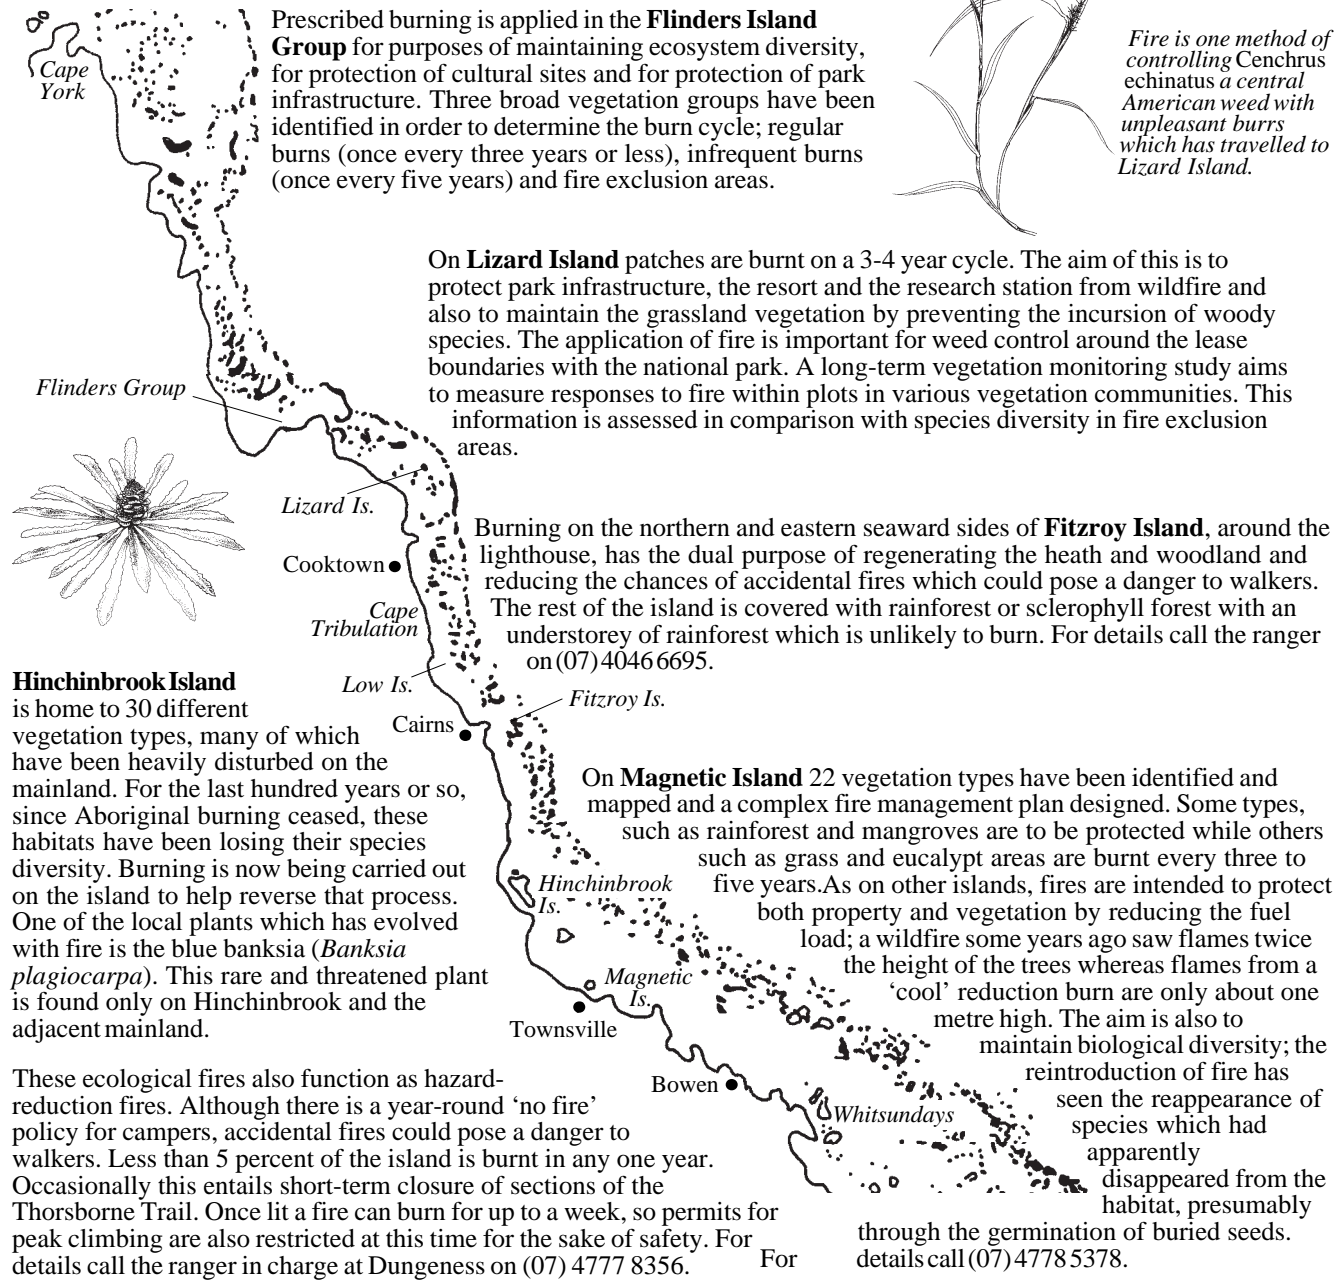 Prescribed burning is applied in the Flinders Island
Group for purposes of maintaining ecosystem diversity,
for protection of cultural sites and for protection of park
infrastructure. Three broad vegetation groups have been
identified in order to determine the burn cycle; regular
burns (once every three years or less), infrequent burns
(once every five years) and fire exclusion areas.
Fire is one method of
controlling Cenchrus
echinatus a central
American weed with
unpleasant burrs
which has travelled to
Lizard Island.
Cape
York
On Lizard Island patches are burnt on a 3-4 year cycle. The aim of this is to
protect park infrastructure, the resort and the research station from wildfire and
also to maintain the grassland vegetation by preventing the incursion of woody
species. The application of fire is important for weed control around the lease
boundaries with the national park. A long-term vegetation monitoring study aims
to measure responses to fire within plots in various vegetation communities. This
information is assessed in comparison with species diversity in fire exclusion
areas.
Flinders Group
Lizard Is.
Cooktown
Cape
Tribulation
Low Is.
Cairns
Fitzroy Is.
Burning on the northern and eastern seaward sides of Fitzroy Island, around the
lighthouse, has the dual purpose of regenerating the heath and woodland and
reducing the chances of accidental fires which could pose a danger to walkers.
The rest of the island is covered with rainforest or sclerophyll forest with an
understorey of rainforest which is unlikely to burn. For details call the ranger
on (07) 4046 6695.
Hinchinbrook Island
is home to 30 different
vegetation types, many of which
have been heavily disturbed on the
mainland. For the last hundred years or so,
since Aboriginal burning ceased, these
habitats have been losing their species
diversity. Burning is now being carried out
on the island to help reverse that process.
One of the local plants which has evolved
with fire is the blue banksia (Banksia
plagiocarpa). This rare and threatened plant
is found only on Hinchinbrook and the
adjacent mainland.
These ecological fires also function as hazard-
reduction fires. Although there is a year-round ‘no fire’
policy for campers, accidental fires could pose a danger to
walkers. Less than 5 percent of the island is burnt in any one year.
Occasionally this entails short-term closure of sections of the
Thorsborne Trail. Once lit a fire can burn for up to a week, so permits for
peak climbing are also restricted at this time for the sake of safety. For
details call the ranger in charge at Dungeness on (07) 4777 8356.
Hinchinbrook
Is.
Magnetic
Is.
Townsville
Bowen
Whitsundays
On Magnetic Island 22 vegetation types have been identified and
mapped and a complex fire management plan designed. Some types,
such as rainforest and mangroves are to be protected while others
such as grass and eucalypt areas are burnt every three to
five years.As on other islands, fires are intended to protect
both property and vegetation by reducing the fuel
load; a wildfire some years ago saw flames twice
the height of the trees whereas flames from a
‘cool’ reduction burn are only about one
metre high. The aim is also to
maintain biological diversity; the
reintroduction of fire has
seen the reappearance of
species which had
apparently
disappeared from the
habitat, presumably
through the germination of buried seeds.
For details call (07) 4778 5378.